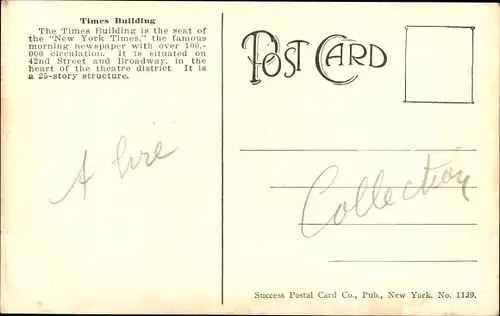 Times Building
The Times Building is the seat of
the "New York Times," the famous
morning newspaper with over 100,-
000 circulation. It is situated on
42nd Street and Broadway, in the
heart of the theatre district. It is
a 25-story structure.
POST CARD
A
Collection
Success Postal Card Co., Pub., New York. No. 1139.